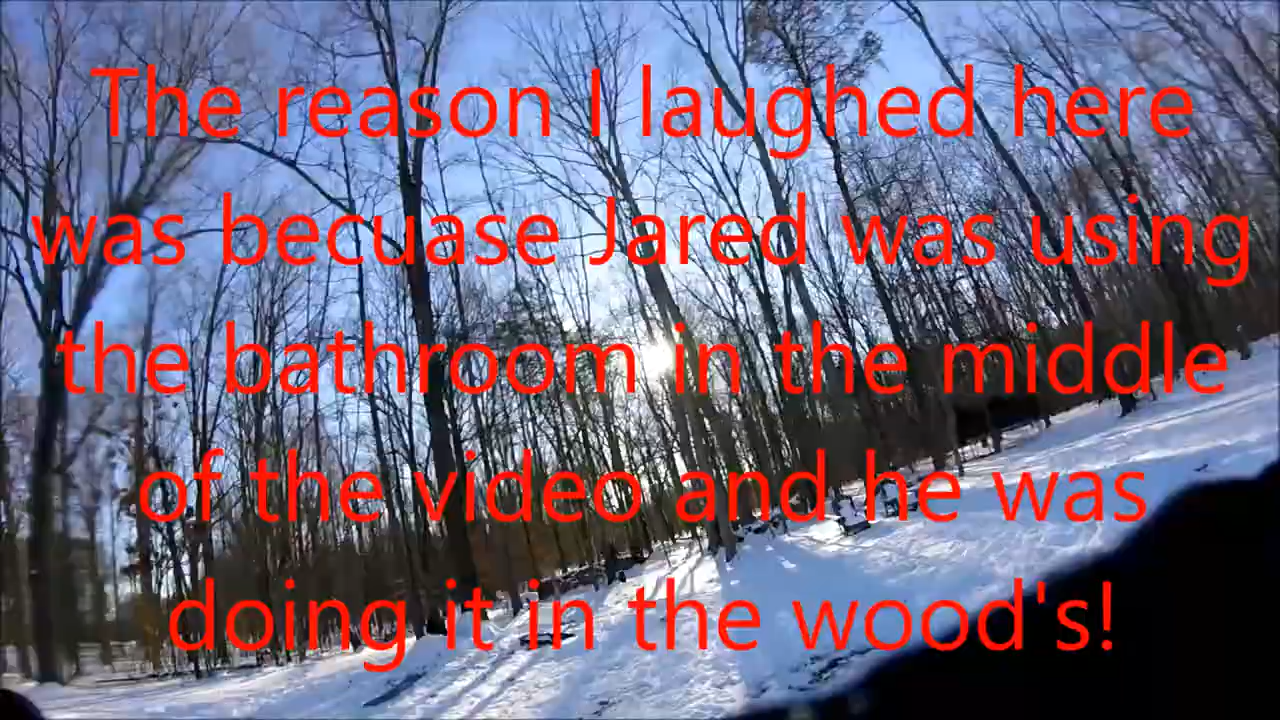 The reason I laughed here
was becuase Jared was using
the bathroom in the middle
of the video and he was
doing it in the wood's!